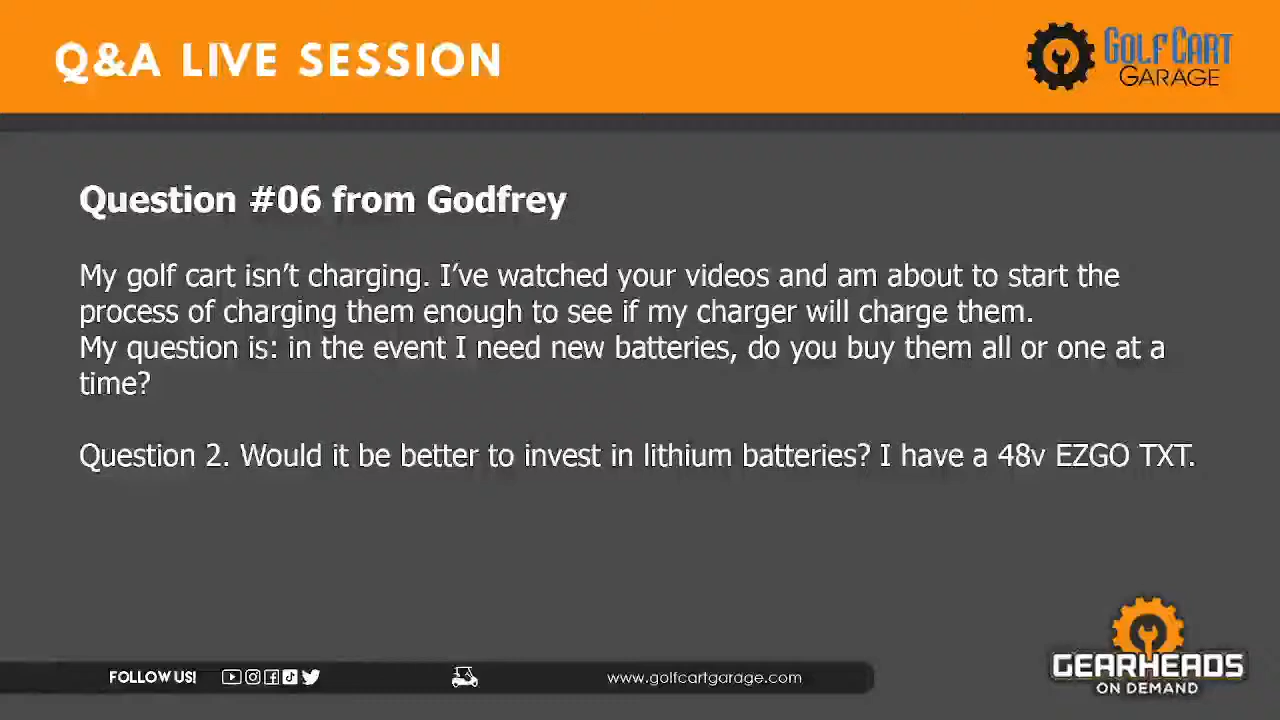 Q&A LIVE SESSION
GOLF CART
GARAGE
Question #06 from Godfrey
My golf cart isn't charging. I've watched your videos and am about to start the
process of charging them enough to see if my charger will charge them.
My question is: in the event I need new batteries, do you buy them all or one at a
time?
Question 2. Would it be better to invest in lithium batteries? I have a 48v EZGO TXT.
GEARHEADS
ON DEMAND
FOLLOW US!
www.golfcartgarage.com